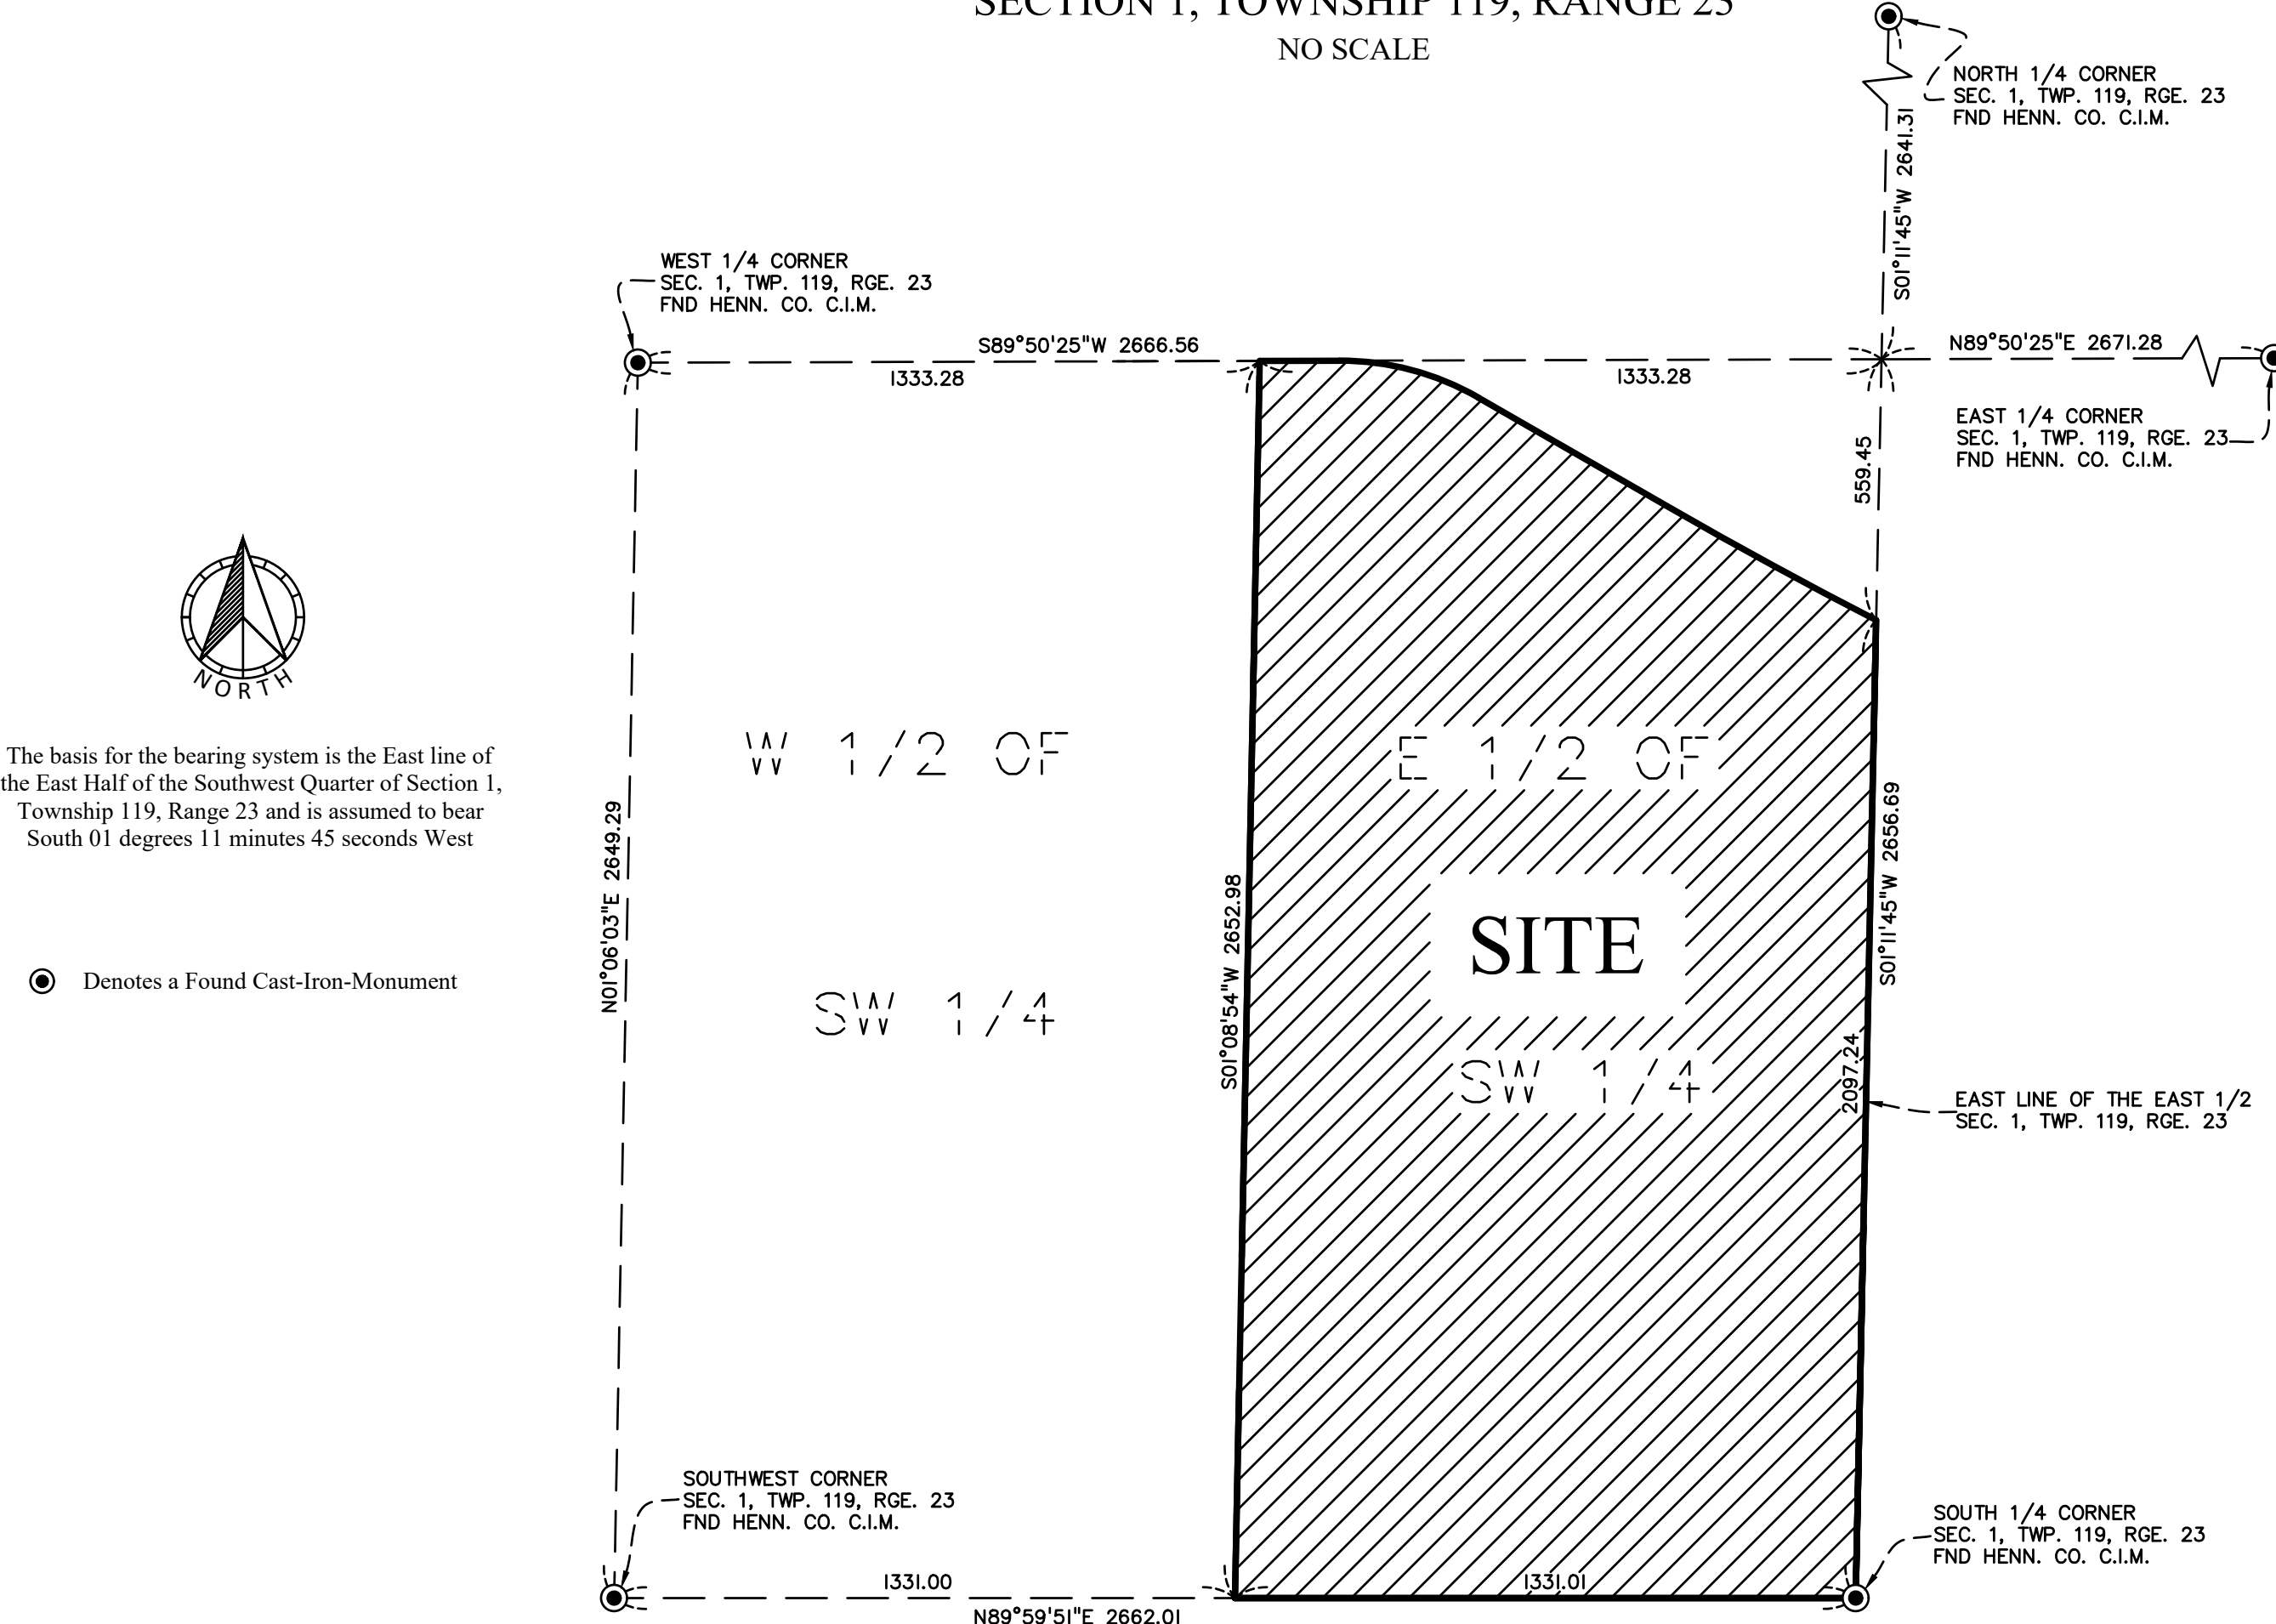 SECTION 1, TOWNSHIP 119, RANGE 23
NO SCALE
NORTH 1/4 CORNER
SEC. 1, TWP. 119, RGE. 23
FND HENN. CO. C.I.M.
S01°11'45"W 2641.31
WEST 1/4 CORNER
SEC. 1, TWP. 119, RGE. 23
FND HENN. CO. C.I.M.
S89°50'25"W 2666.56
1333.28
1333.28
N89°50'25"E 2671.28
EAST 1/4 CORNER
SEC. 1, TWP. 119, RGE. 23
FND HENN. CO. C.I.M.
559.45
NORTH
The basis for the bearing system is the East line of
the East Half of the Southwest Quarter of Section 1,
Township 119, Range 23 and is assumed to bear
South 01 degrees 11 minutes 45 seconds West
Denotes a Found Cast-Iron-Monument
N01°06'03"E 2649.29
W 1/2 OF
SW 1/4
S01°08'54"W 2652.98
E 1/2 OF
SITE
SW 1/4
S01°11'45"W 2656.69
2097.24
EAST LINE OF THE EAST 1/2
SEC. 1, TWP. 119, RGE. 23
SOUTHWEST CORNER
SEC. 1, TWP. 119, RGE. 23
FND HENN. CO. C.I.M.
SOUTH 1/4 CORNER
SEC. 1, TWP. 119, RGE. 23
FND HENN. CO. C.I.M.
1331.00
1331.01
N89°59'51"E 2662.01